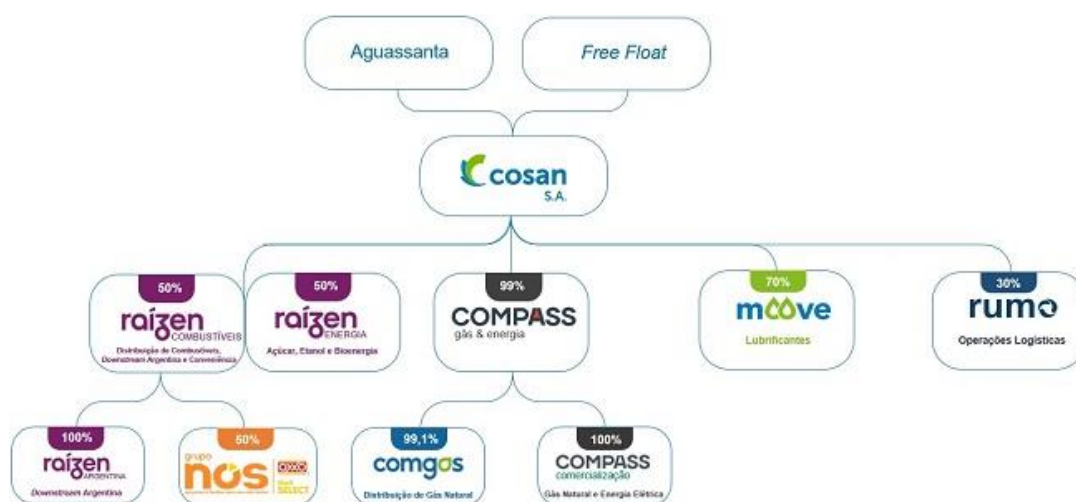 Aguassanta
Free Float
cosan
S.A.
50%
raízen
COMBUSTÍVEIS
Distribuição de Combustíveis,
Downstream Argentina e Conveniência
50%
raízen
ENERGIA
Açúcar, Etanol e Bioenergia
99%
COMPASS
gás & energia
70%
moove
Lubrificantes
30%
rumo
Operações Logísticas
100%
raízen
ARGENTINA
Downstream Argentina
50%
grupo
nós
OXXO
SELECT
99,1%
comgás
Distribuição de Gás Natural
100%
COMPASS
comercialização
Gás Natural e Energia Elétrica